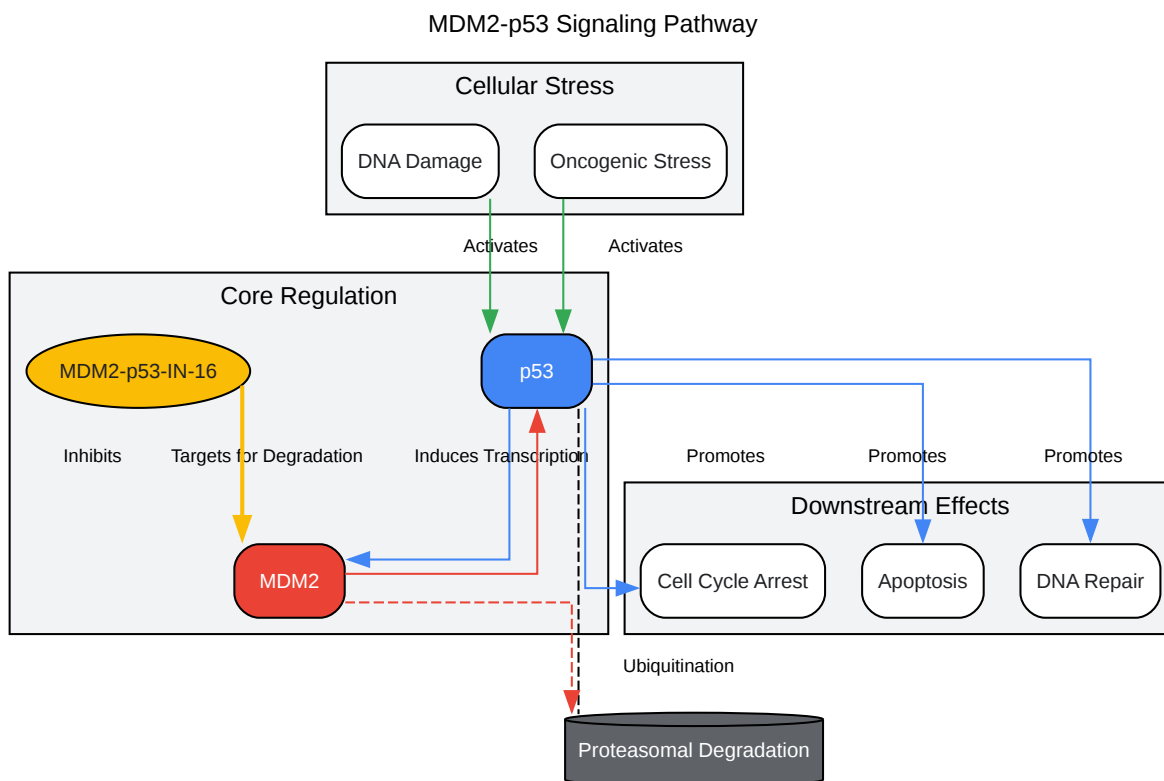 MDM2-p53 Signaling Pathway
Cellular Stress
DNA Damage
Oncogenic Stress
Activates
Activates
Core Regulation
MDM2-p53-IN-16
p53
Inhibits
Targets for Degradation
Induces Transcription
Promotes
Promotes
Promotes
Downstream Effects
MDM2
Cell Cycle Arrest
Apoptosis
DNA Repair
Ubiquitination
Proteasomal Degradation